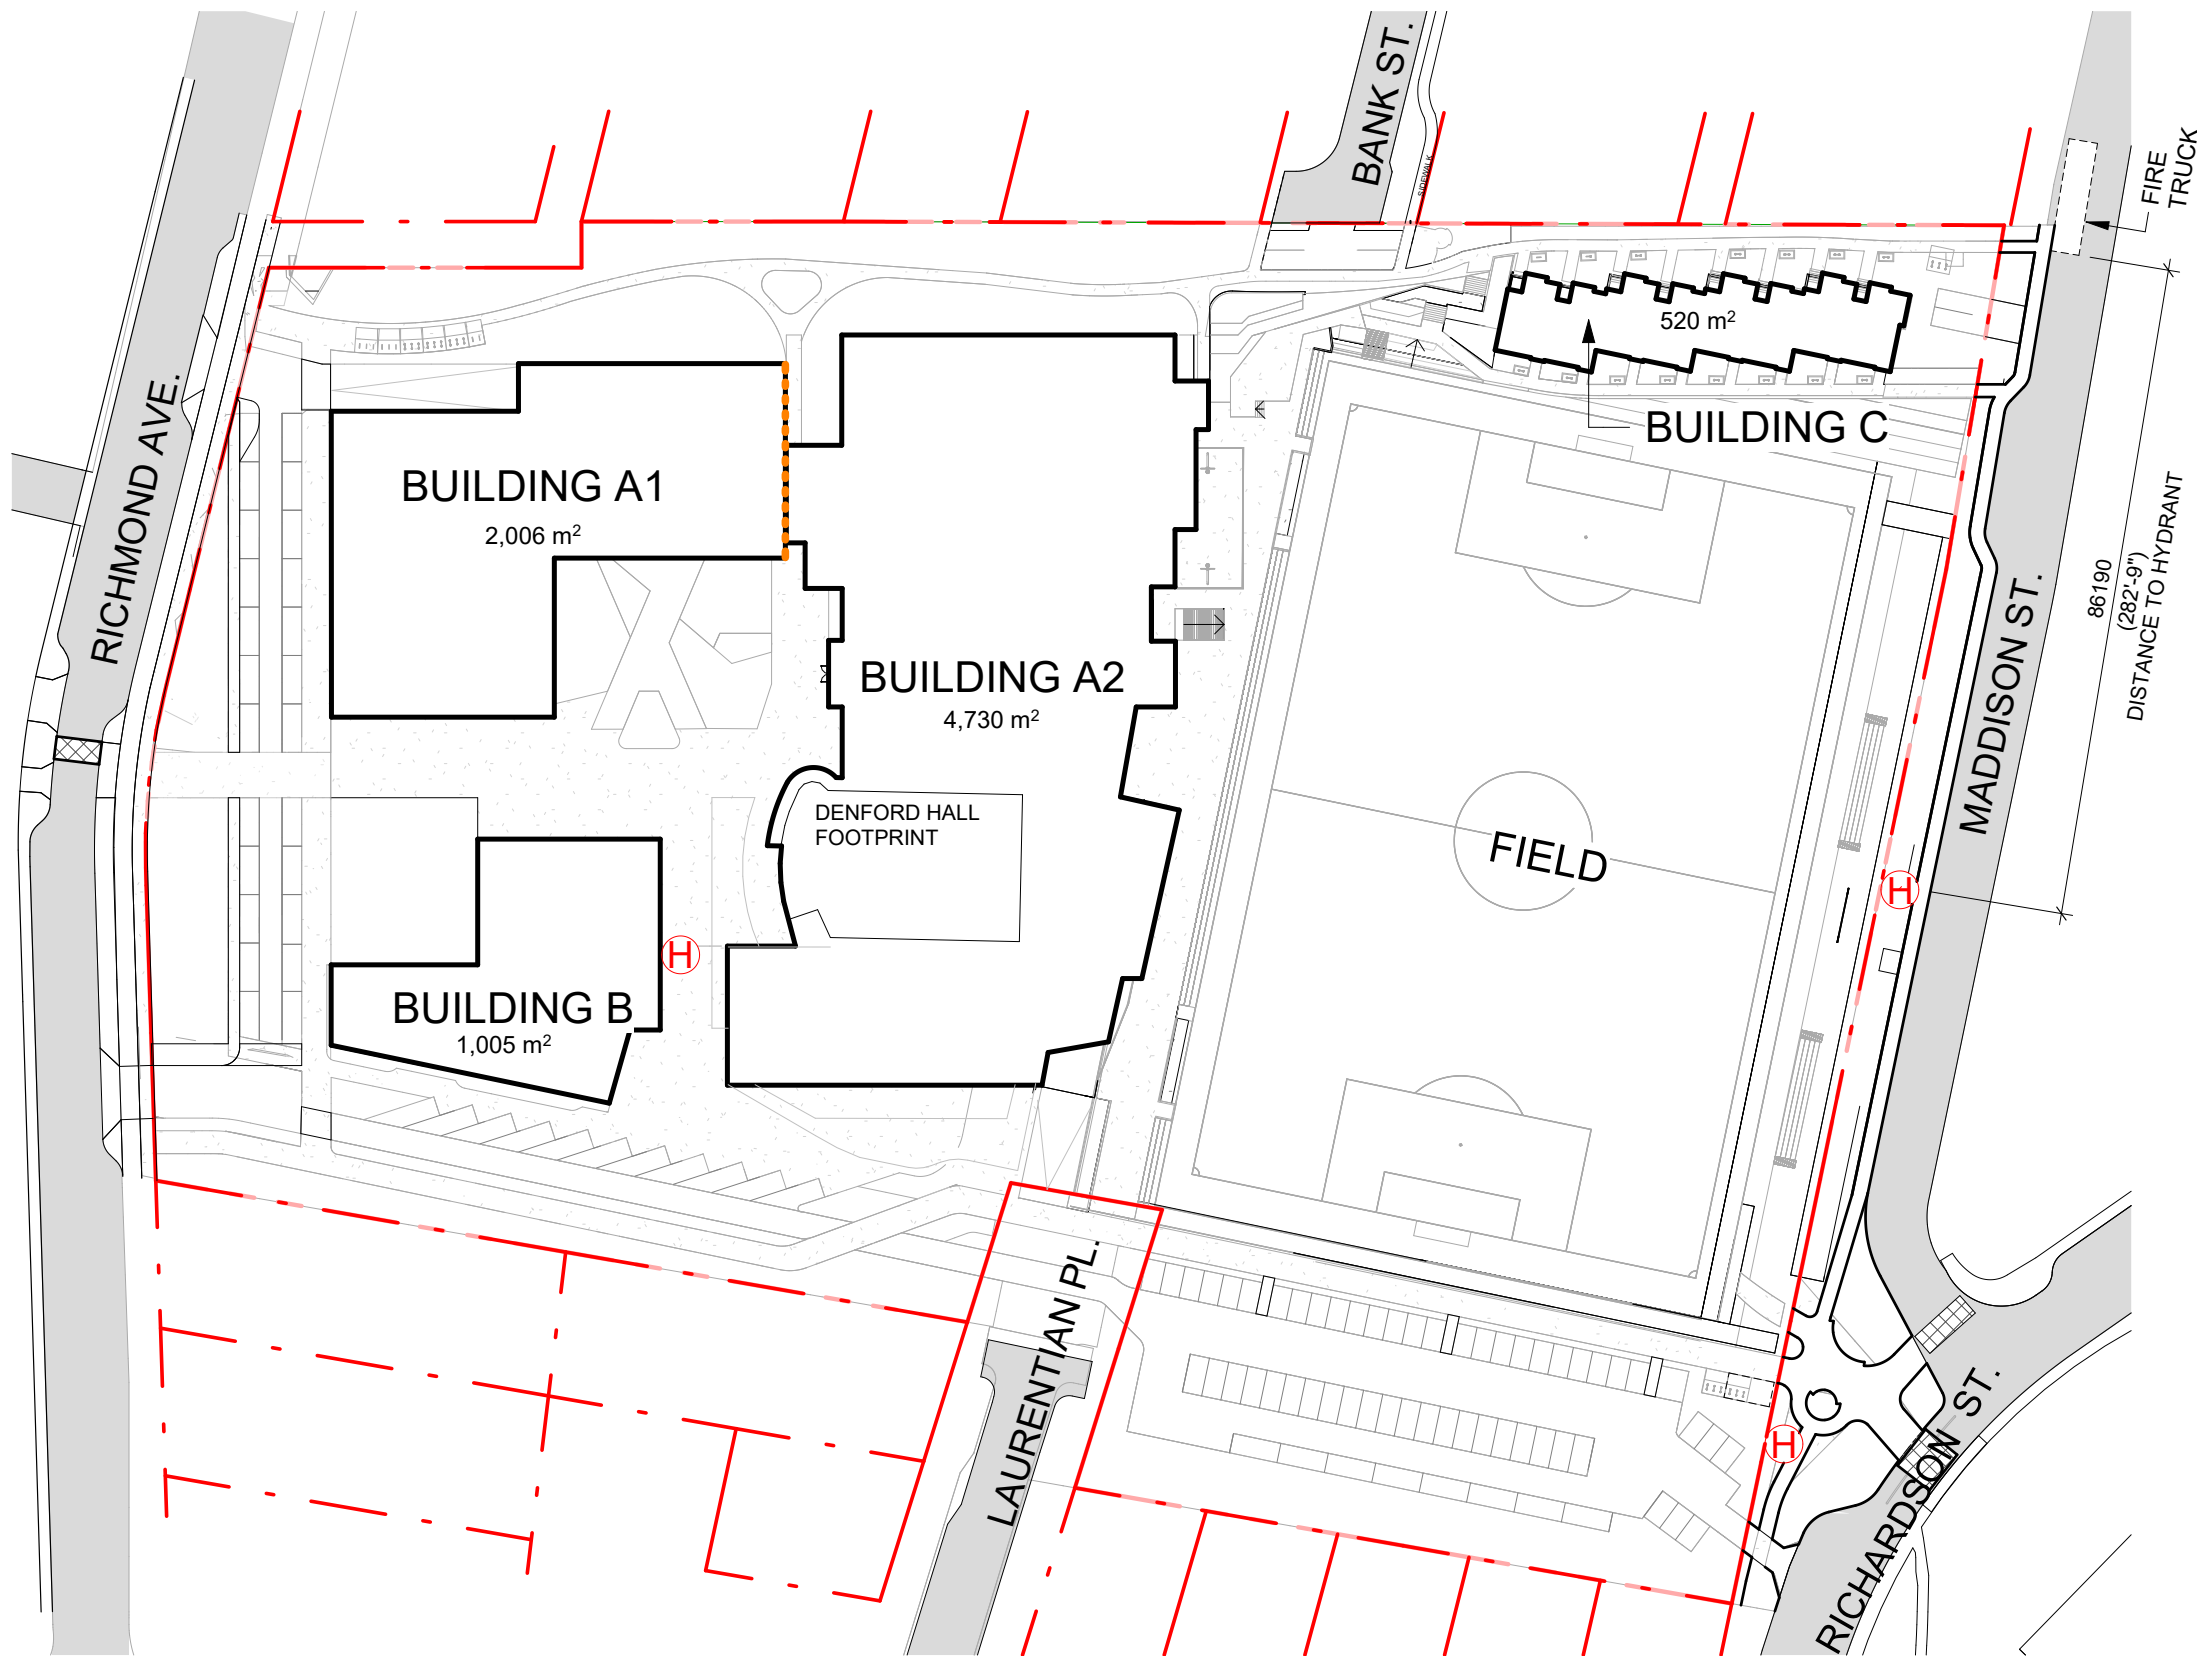 BANK ST.
SIDEWALK
FIRE
TRUCK
520 m²
BUILDING C
RICHMOND AVE.
BUILDING A1
2,006 m²
86190
(282'-9")
DISTANCE TO HYDRANT
MADDISON ST.
BUILDING A2
4,730 m²
DENFORD HALL
FOOTPRINT
FIELD
H
H
BUILDING B
1,005 m²
LAURENTIAN PL.
H
RICHARDSON ST.